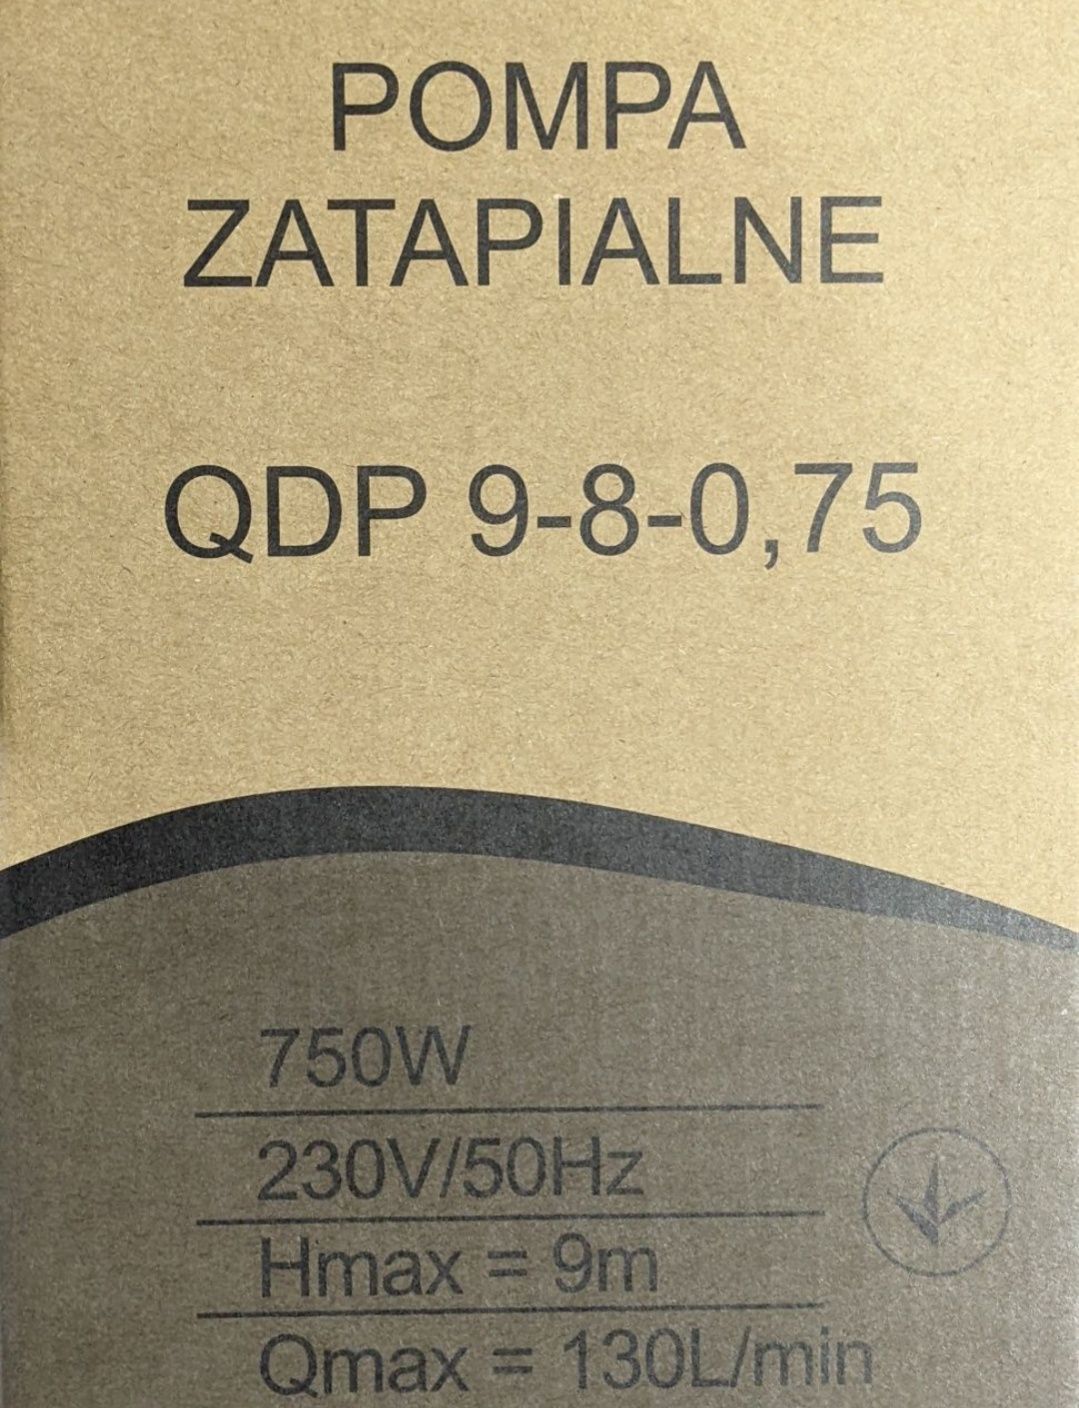 POMPA
ZATAPIALNE
QDP 9-8-0,75
750W
230V/50Hz
Hmax = 9m
Qmax = 130L/min